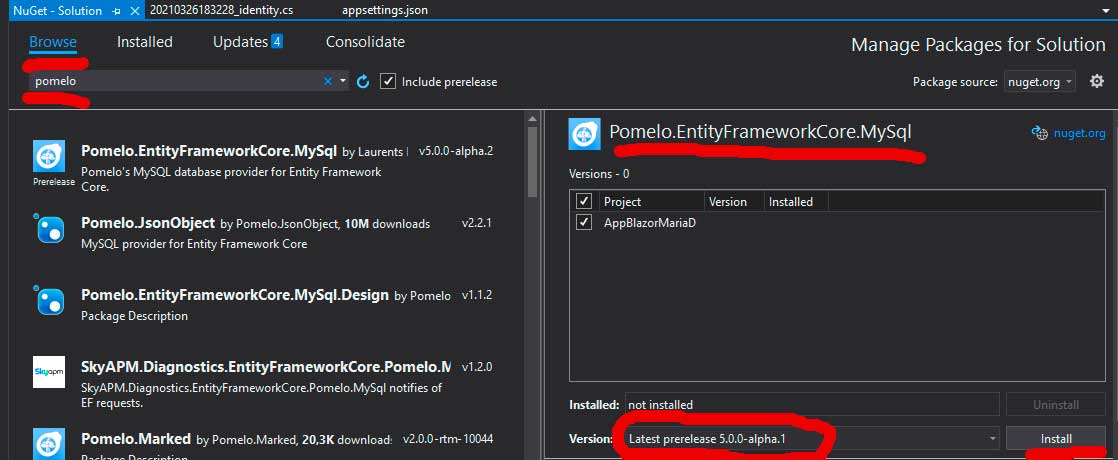 NuGet - Solution
20210326183228_identity.cs
appsettings.json
Browse
Installed
Updates 4
Consolidate
Manage Packages for Solution
pomelo
Include prerelease
Package source: nuget.org
Pomelo.EntityFrameworkCore.MySql by Laurents v5.0.0-alpha.2
Prerelease
Pomelo's MySQL database provider for Entity Framework
Core.
Pomelo.JsonObject by Pomelo.JsonObject, 10M downloads v2.2.1
MySQL provider for Entity Framework Core
Pomelo.EntityFrameworkCore.MySql.Design by Pomelo v1.1.2
Package Description
Skyapm
SkyAPM.Diagnostics.EntityFrameworkCore.Pomelo.M v1.2.0
SkyAPM.Diagnostics.EntityFrameworkCore.Pomelo.MySql notifies of
EF requests.
Pomelo.Marked by Pomelo.Marked, 20,3K downloads v2.0.0-rtm-10044
Pomelo.EntityFrameworkCore.MySql
nuget.org
Versions - 0
Project Version Installed
AppBlazorMariaD
Installed: not installed
Uninstall
Version: Latest prerelease 5.0.0-alpha.1
Install